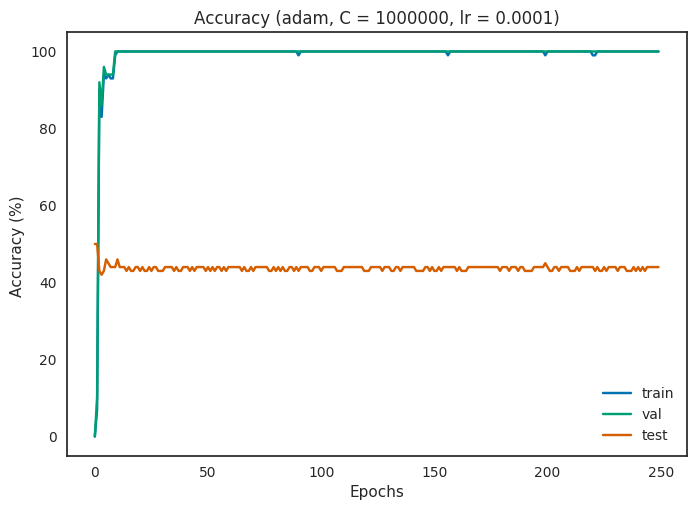 Accuracy (adam, C = 1000000, lr = 0.0001)
Accuracy (%)
100
80
60
40
20
0
train
val
test
0 50 100 150 200 250
Epochs